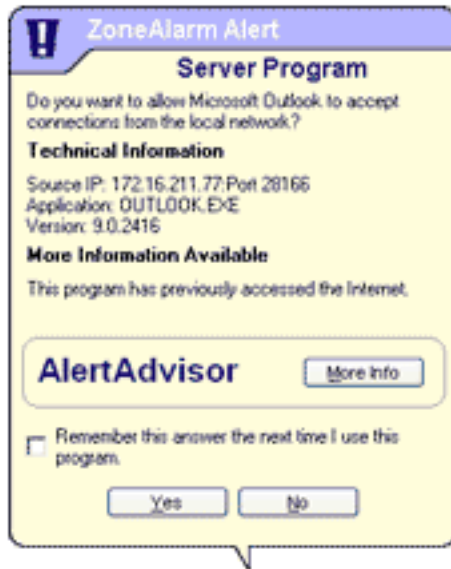 ZoneAlarm Alert
Server Program
Do you want to allow Microsoft Outlook to accept
connections from the local network?
Technical Information
Source IP: 172.16.211.77:Port 28166
Application: OUTLOOK.EXE
Version: 9.0.2416
More Information Available
This program has previously accessed the Internet.
AlertAdvisor
More Info
Remember this answer the next time I use this
program.
Yes
No